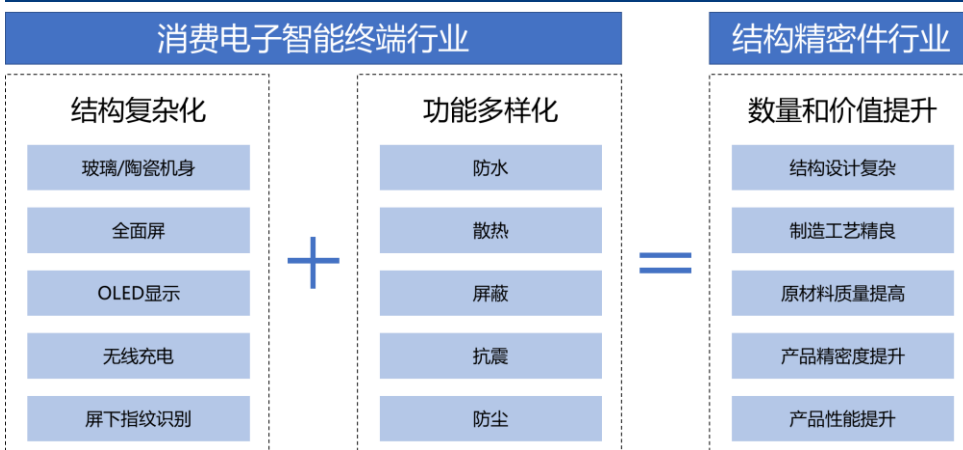 消费电子智能终端行业
结构精密件行业
结构复杂化
玻璃/陶瓷机身
全面屏
OLED显示
无线充电
屏下指纹识别
+
功能多样化
防水
散热
屏蔽
抗震
防尘
=
数量和价值提升
结构设计复杂
制造工艺精良
原材料质量提高
产品精密度提升
产品性能提升